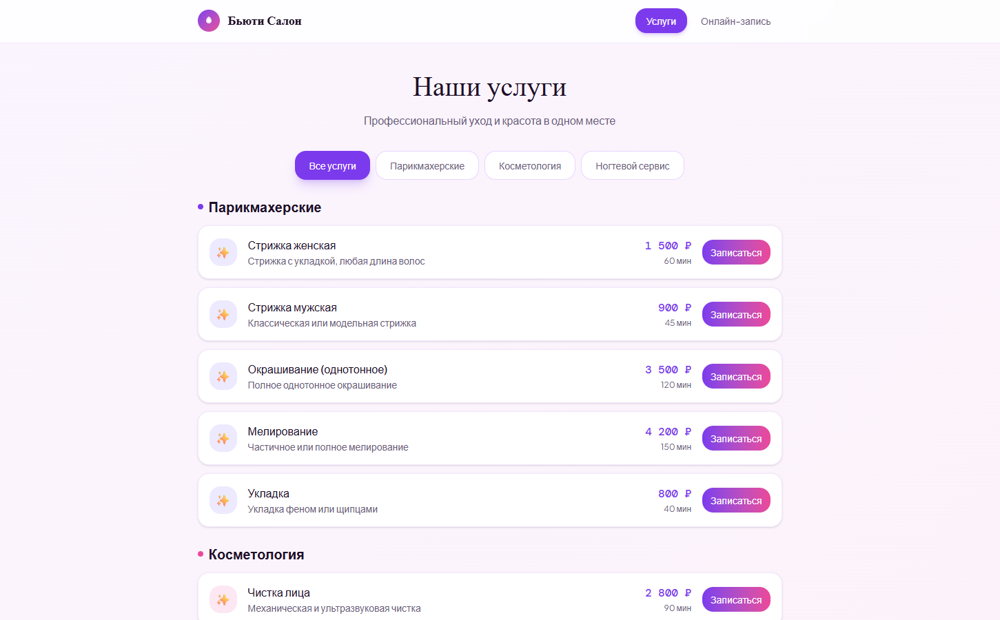 Бьюти Салон
Услуги
Онлайн-запись
Наши услуги
Профессиональный уход и красота в одном месте
Все услуги
Парикмахерские
Косметология
Ногтевой сервис
Парикмахерские
Стрижка женская
Стрижка с укладкой, любая длина волос
1 500 ₽
60 мин
Записаться
Стрижка мужская
Классическая или модельная стрижка
900 ₽
45 мин
Записаться
Окрашивание (однотонное)
Полное однотонное окрашивание
3 500 ₽
120 мин
Записаться
Мелирование
Частичное или полное мелирование
4 200 ₽
150 мин
Записаться
Укладка
Укладка феном или щипцами
800 ₽
40 мин
Записаться
Косметология
Чистка лица
Механическая и ультразвуковая чистка
2 800 ₽
90 мин
Записаться